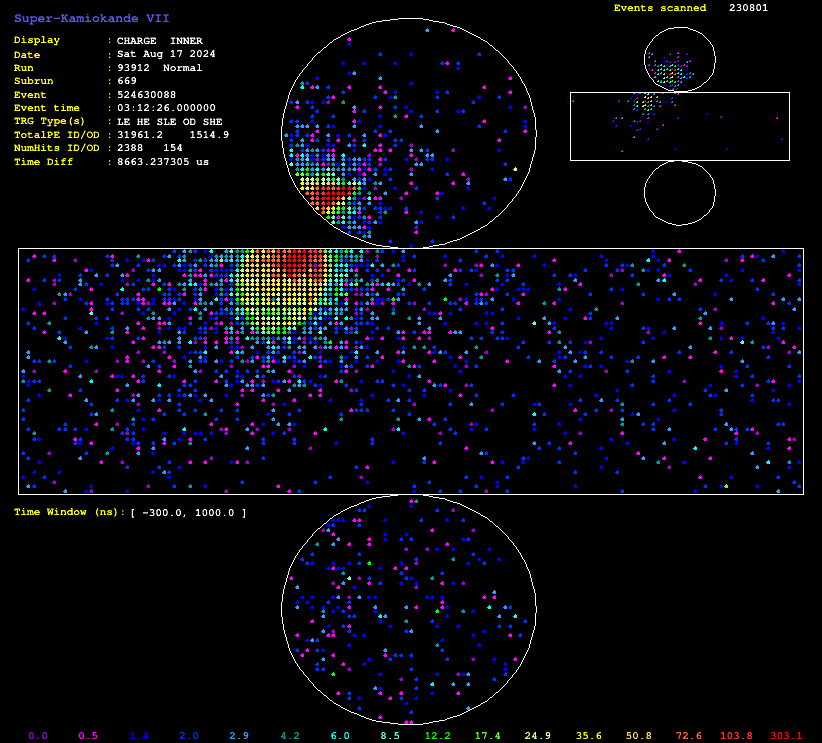 Super-Kamiokande VII
Events scanned 230801
Display : CHARGE INNER
Date : Sat Aug 17 2024
Run : 93912 Normal
Subrun : 669
Event : 524630088
Event time : 03:12:26.000000
TRG Type(s) : LE HE SLE OD SHE
TotalPE ID/OD : 31961.2 1514.9
NumHits ID/OD : 2388 154
Time Diff : 8663.237305 us
Time Window (ns): [ -300.0, 1000.0 ]
0.0 0.5 1.4 2.0 2.9 4.2 6.0 8.5 12.2 17.4 24.9 35.6 50.8 72.6 103.8 303.1